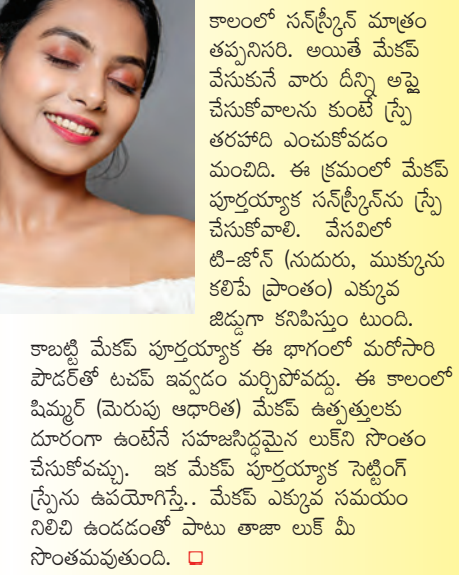 కాలంలో సన్‌స్క్రీన్ మాత్రం
తప్పనిసరి. అయితే మేకప్
వేసుకునే వారు దీన్ని అప్లై
చేసుకోవాలను కుంటే స్ప్రే
తరహాది ఎంచుకోవడం
మంచిది. ఈ క్రమంలో మేకప్
పూర్తయ్యాక సన్‌స్క్రీన్‌ను స్ప్రే
చేసుకోవాలి. వేసవిలో
టి-జోన్ (నుదురు, ముక్కును
కలిపే ప్రాంతం) ఎక్కువ
జిడ్డుగా కనిపిస్తుం టుంది.
కాబట్టి మేకప్ పూర్తయ్యాక ఈ భాగంలో మరోసారి
పౌడర్‌తో టచప్ ఇవ్వడం మర్చిపోవద్దు. ఈ కాలంలో
షిమ్మర్ (మెరుపు ఆధారిత) మేకప్ ఉత్పత్తులకు
దూరంగా ఉంటేనే సహజసిద్ధమైన లుక్‌ని సొంతం
చేసుకోవచ్చు. ఇక మేకప్ పూర్తయ్యాక సెట్టింగ్
స్ప్రేను ఉపయోగిస్తే.. మేకప్ ఎక్కువ సమయం
నిలిచి ఉండడంతో పాటు తాజా లుక్ మీ
సొంతమవుతుంది.